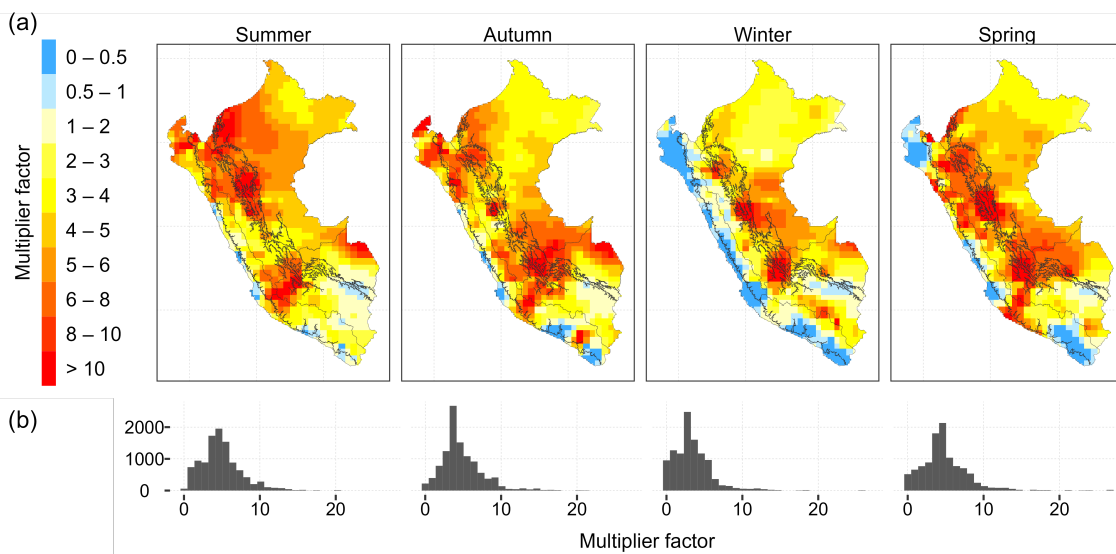 (a)
Summer Autumn Winter Spring
Multiplier factor
0 – 0.5
0.5 – 1
1 – 2
2 – 3
3 – 4
4 – 5
5 – 6
6 – 8
8 – 10
> 10
(b)
2000
1000
0
0 10 20 0 10 20 0 10 20 0 10 20
Multiplier factor